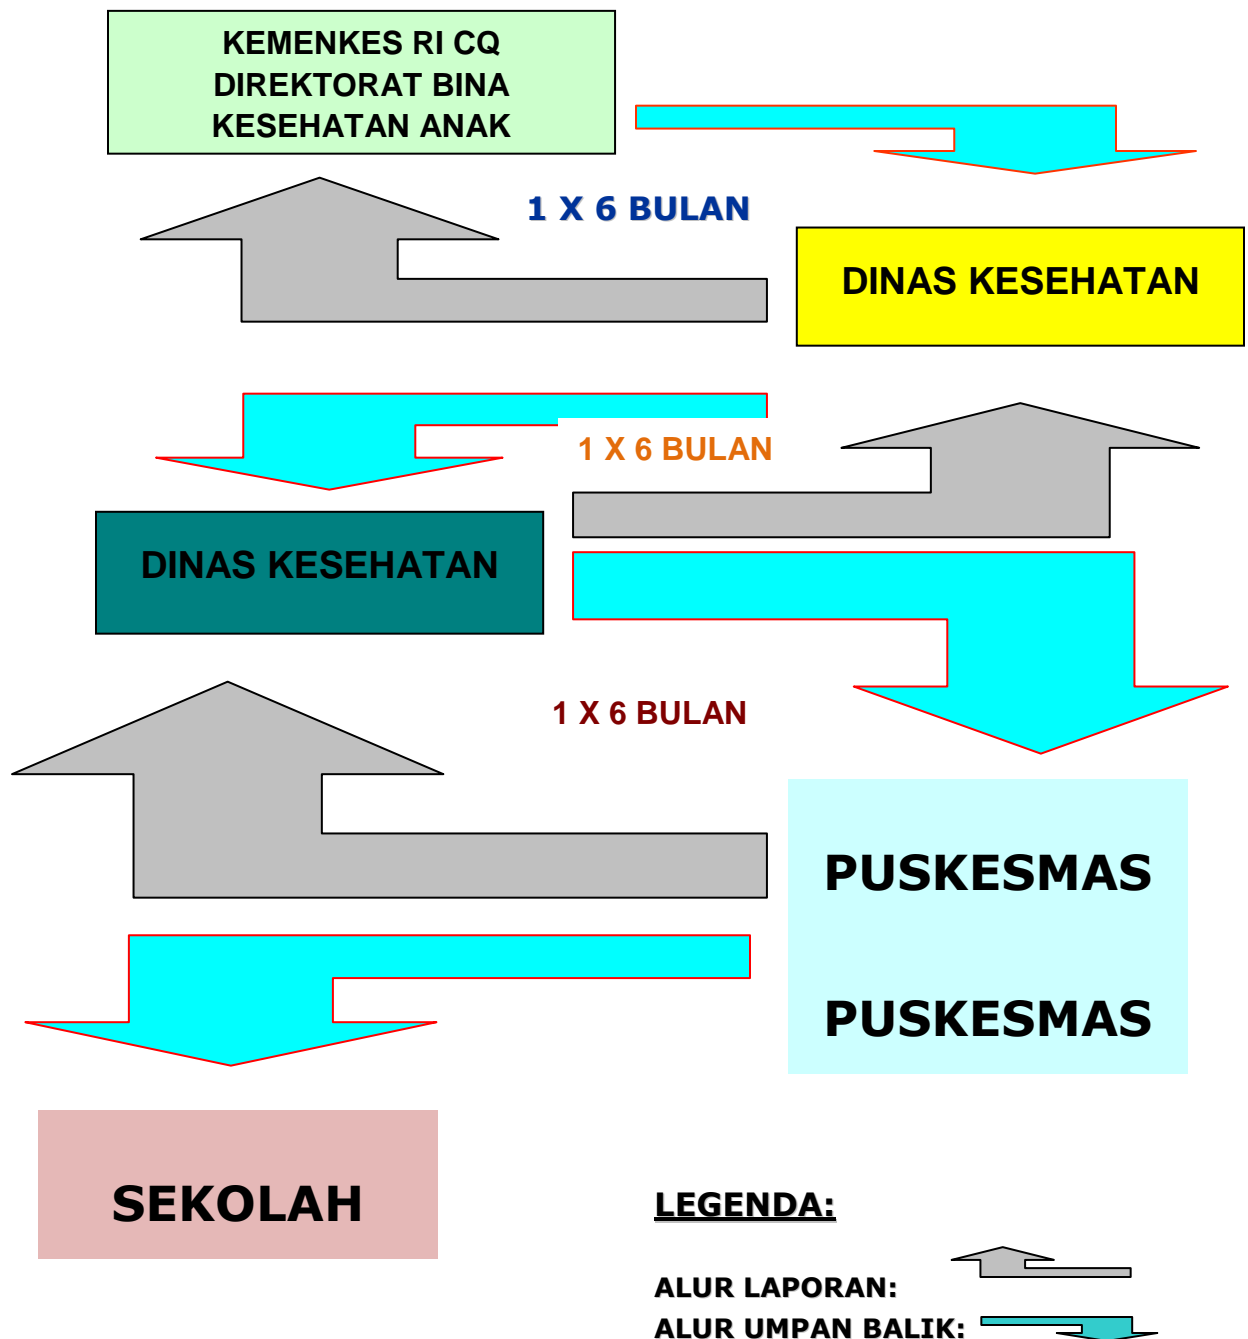 KEMENKES RI CQ
DIREKTORAT BINA
KESEHATAN ANAK
1 X 6 BULAN
DINAS KESEHATAN
1 X 6 BULAN
DINAS KESEHATAN
1 X 6 BULAN
PUSKESMAS
PUSKESMAS
SEKOLAH
LEGENDA:
ALUR LAPORAN:
ALUR UMPAN BALIK: